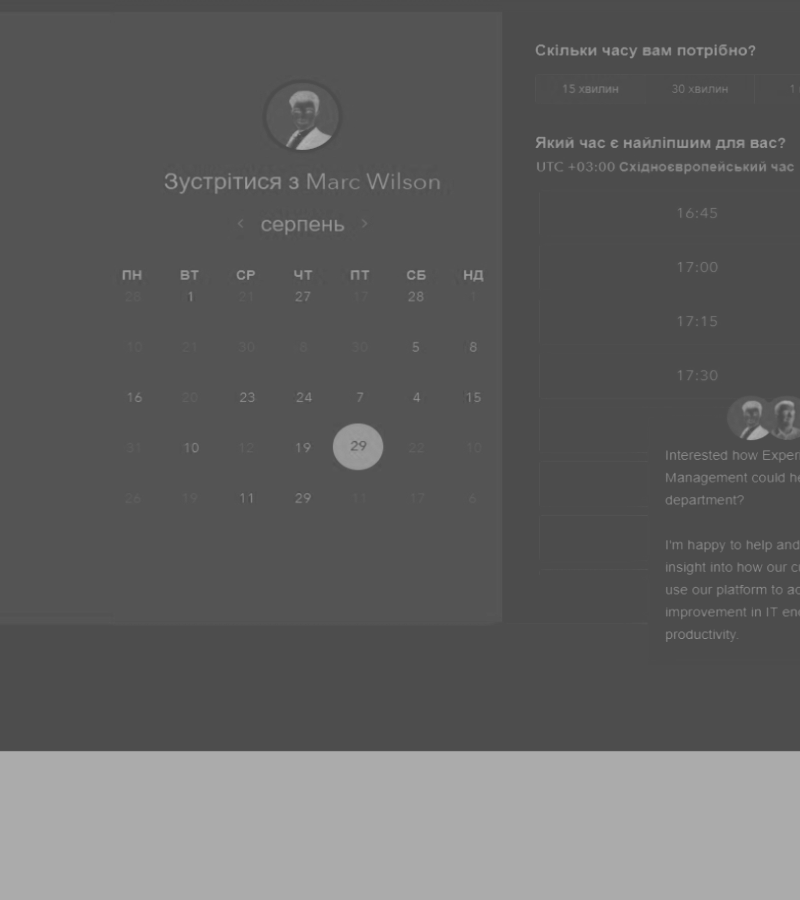 Зустрітися з Marc Wilson
серпень
ПН ВТ СР ЧТ ПТ СБ НД
26 1 21 27 17 28 1
10 21 30 8 30 5 8
16 20 23 24 7 4 15
31 10 12 19 29 22 10
26 19 11 29 11 17 6
Скільки часу вам потрібно?
15 хвилин 30 хвилин 1
Який час є найліпшим для вас?
UTC +03:00 Східноєвропейський час
16:45
17:00
17:15
17:30
Interested how Exper
Management could he
department?
I'm happy to help and
insight into how our cu
use our platform to ac
improvement in IT en
productivity.